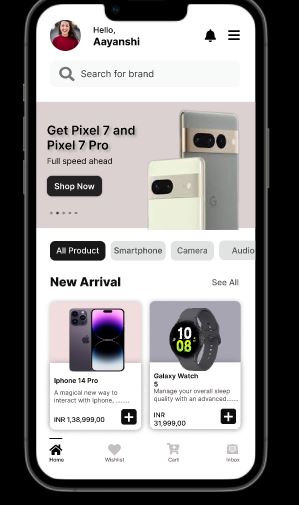 Hello,
Aayanshi
Search for brand
Get Pixel 7 and
Pixel 7 Pro
Full speed ahead
Shop Now
All Product Smartphone Camera Audio
New Arrival See All
10
08
Iphone 14 Pro
A magical new way to
interact with iphone, ........
INR 1,38,999,00
Galaxy Watch
5
Manage your overall sleep
quality with an advanced......
INR
31,999,00
Home Wishlist Cart Inbox